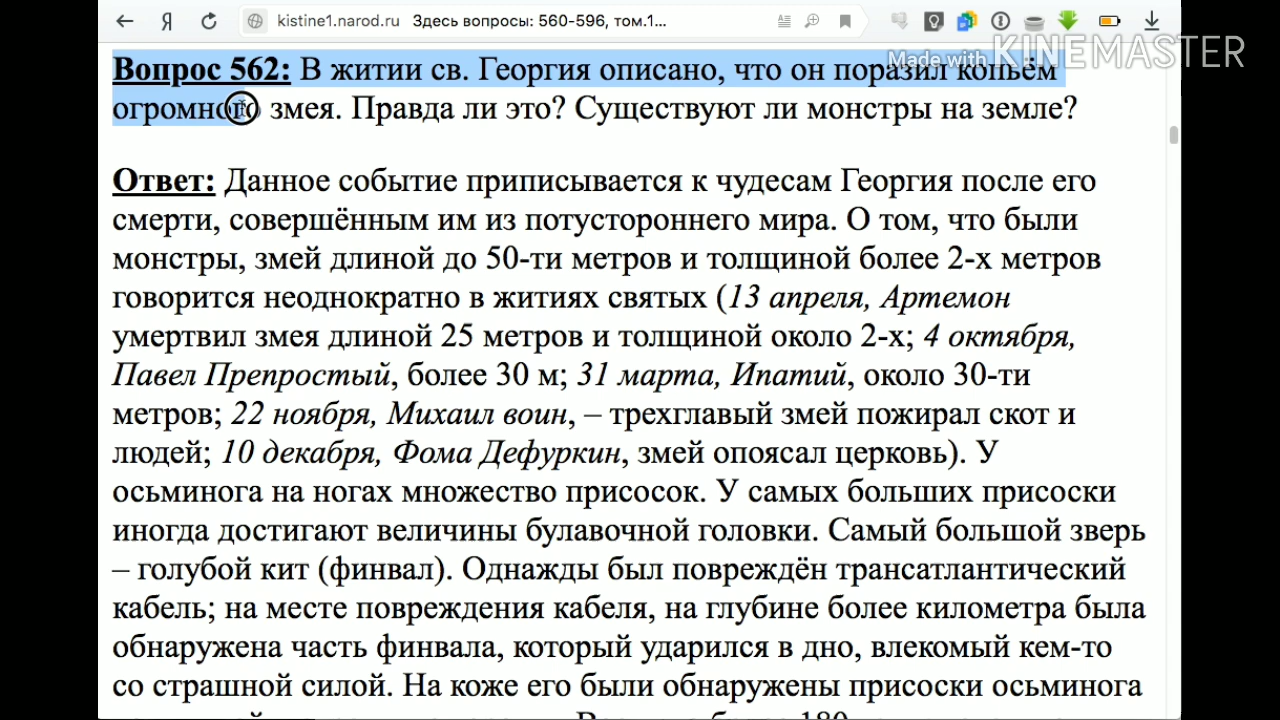 kistine1.narod.ru Здесь вопросы: 560-596, том.1...
Made with KINEMASTER
Вопрос 562: В житии св. Георгия описано, что он поразил копьём
огромного змея. Правда ли это? Существуют ли монстры на земле?
Ответ: Данное событие приписывается к чудесам Георгия после его
смерти, совершённым им из потустороннего мира. О том, что были
монстры, змей длиной до 50-ти метров и толщиной более 2-х метров
говорится неоднократно в житиях святых (13 апреля, Артемон
умертвил змея длиной 25 метров и толщиной около 2-х; 4 октября,
Павел Препростый, более 30 м; 31 марта, Ипатий, около 30-ти
метров; 22 ноября, Михаил воин, – трехглавый змей пожирал скот и
людей; 10 декабря, Фома Дефуркин, змей опоясал церковь). У
осьминога на ногах множество присосок. У самых больших присоски
иногда достигают величины булавочной головки. Самый большой зверь
– голубой кит (финвал). Однажды был повреждён трансатлантический
кабель; на месте повреждения кабеля, на глубине более километра была
обнаружена часть финвала, который ударился в дно, влекомый кем-то
со страшной силой. На коже его были обнаружены присоски осьминога